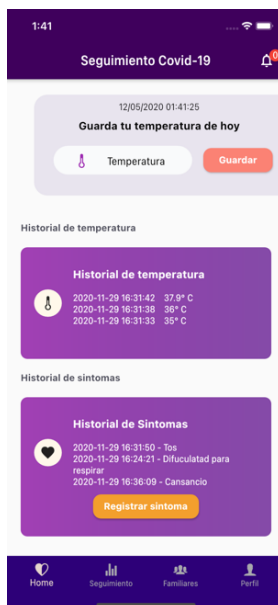 1:41
Seguimiento Covid-19
0
12/05/2020 01:41:25
Guarda tu temperatura de hoy
Temperatura
Guardar
Historial de temperatura
Historial de temperatura
2020-11-29 16:31:42 37.9° C
2020-11-29 16:31:38 36° C
2020-11-29 16:31:33 35° C
Historial de sintomas
Historial de Sintomas
2020-11-29 16:31:50 - Tos
2020-11-29 16:24:21 - Difuculatad para
respirar
2020-11-29 16:36:09 - Cansancio
Registrar sintoma
Home
Seguimiento
Familiares
Perfil